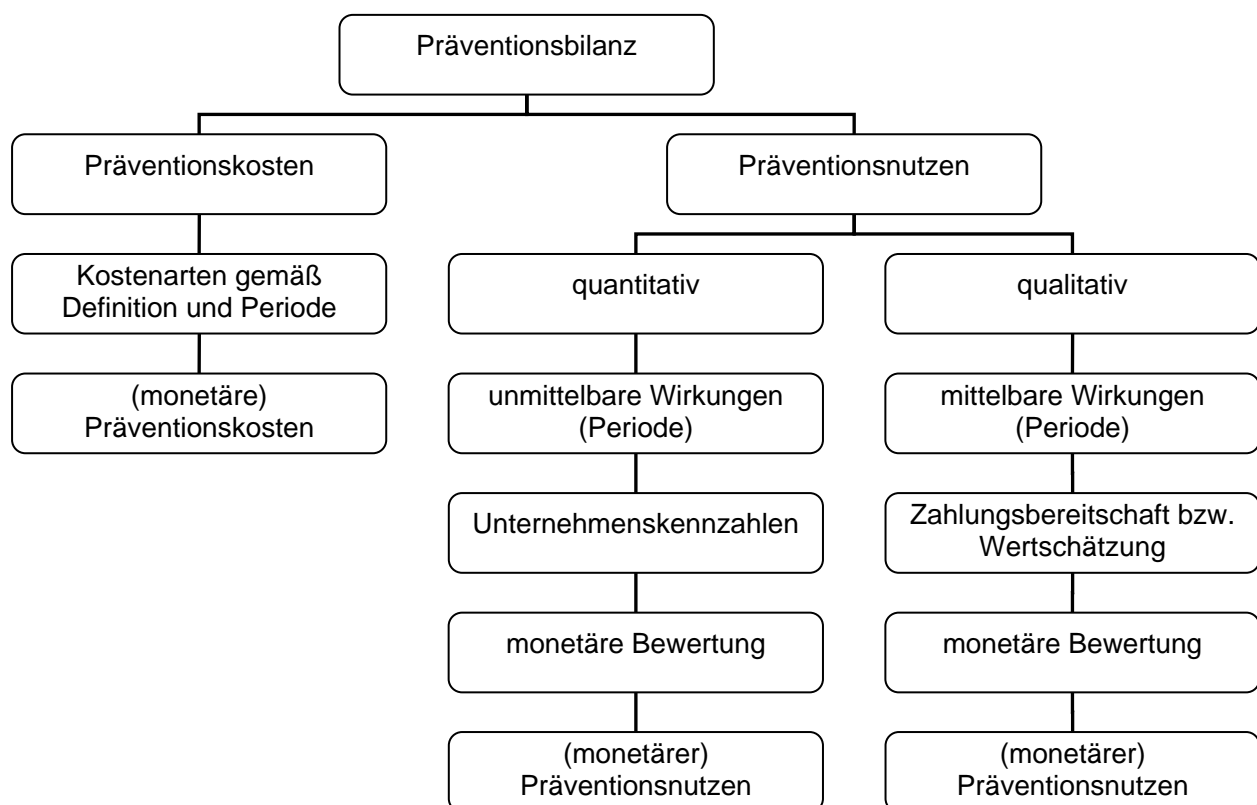 Präventionsbilanz
Präventionskosten
Präventionsnutzen
Kostenarten gemäß
Definition und Periode
quantitativ
qualitativ
(monetäre)
Präventionskosten
unmittelbare Wirkungen
(Periode)
mittelbare Wirkungen
(Periode)
Unternehmenskennzahlen
Zahlungsbereitschaft bzw.
Wertschätzung
monetäre Bewertung
monetäre Bewertung
(monetärer)
Präventionsnutzen
(monetärer)
Präventionsnutzen